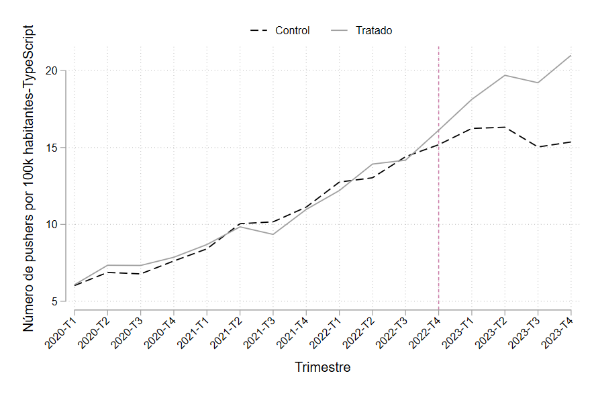 Control Tratado
Número de pushers por 100k habitantes-TypeScript
20
15
10
5
2020-T1 2020-T2 2020-T3 2020-T4 2021-T1 2021-T2 2021-T3 2021-T4 2022-T1 2022-T2 2022-T3 2022-T4 2023-T1 2023-T2 2023-T3 2023-T4
Trimestre